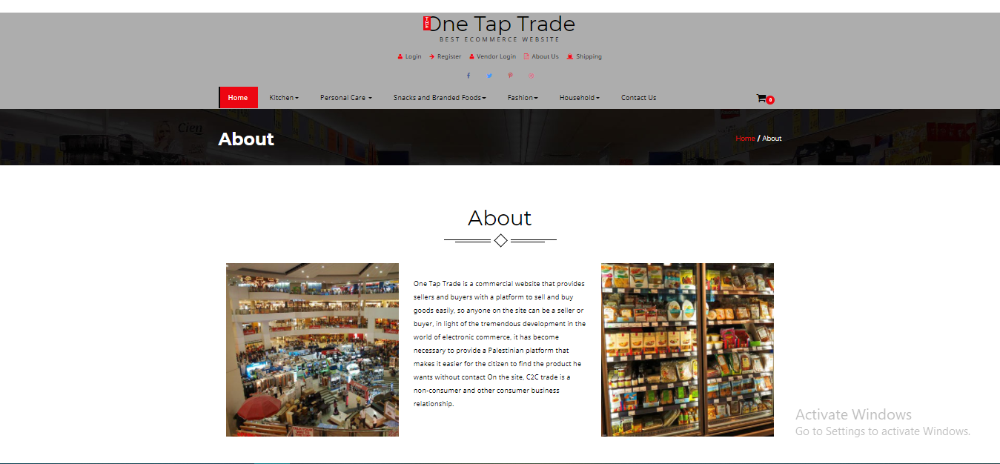 THE
One Tap Trade
BEST ECOMMERCE WEBSITE
Login Register Vendor Login About Us Shipping
Home Kitchen Personal Care Snacks and Branded Foods Fashion Household Contact Us 0
Cien
About
Home / About
About
One Tap Trade is a commercial website that provides
sellers and buyers with a platform to sell and buy
goods easily, so anyone on the site can be a seller or
buyer, in light of the tremendous development in the
world of electronic commerce, it has become
necessary to provide a Palestinian platform that
makes it easier for the citizen to find the product he
wants without contact On the site, C2C trade is a
non-consumer and other consumer business
relationship.
Activate Windows
Go to Settings to activate Windows.